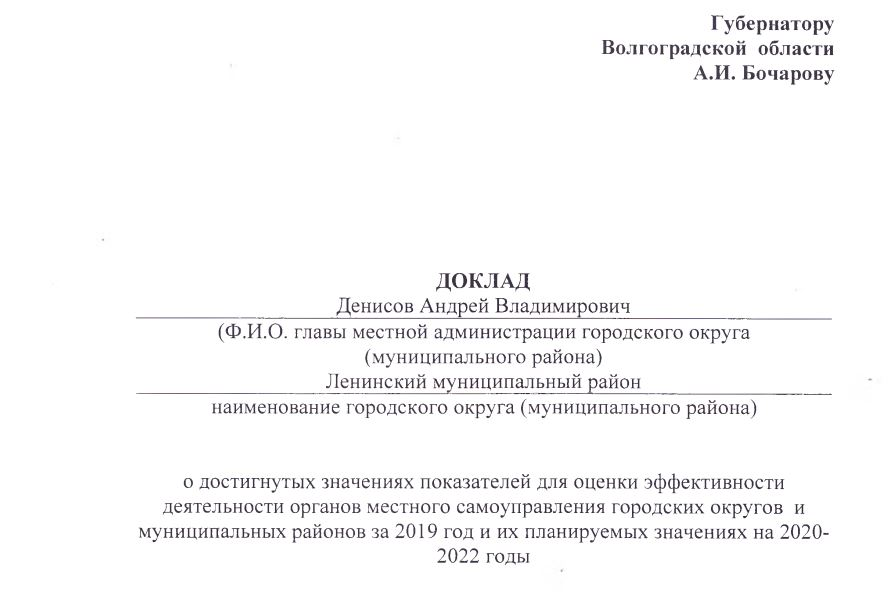 Губернатору
Волгоградской области
А.И. Бочарову
ДОКЛАД
Денисов Андрей Владимирович
(Ф.И.О. главы местной администрации городского округа
(муниципального района)
Ленинский муниципальный район
наименование городского округа (муниципального района)
о достигнутых значениях показателей для оценки эффективности
деятельности органов местного самоуправления городских округов и
муниципальных районов за 2019 год и их планируемых значениях на 2020-
2022 годы